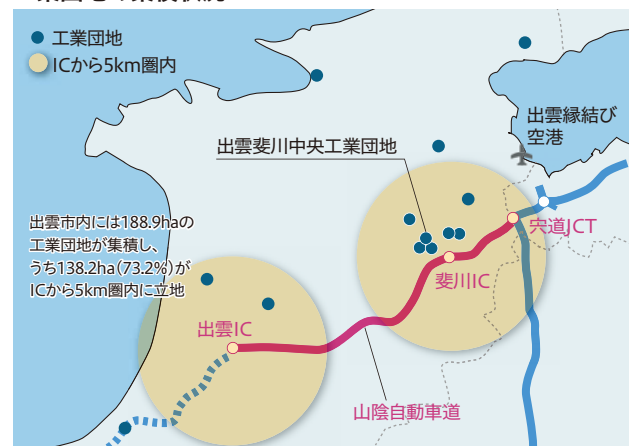 工業団地
ICから5km圏内
出雲縁結び
空港
出雲斐川中央工業団地
宍道JCT
出雲市内には188.9haの
工業団地が集積し、
うち138.2ha(73.2%)が
ICから5km圏内に立地
斐川IC
出雲IC
山陰自動車道